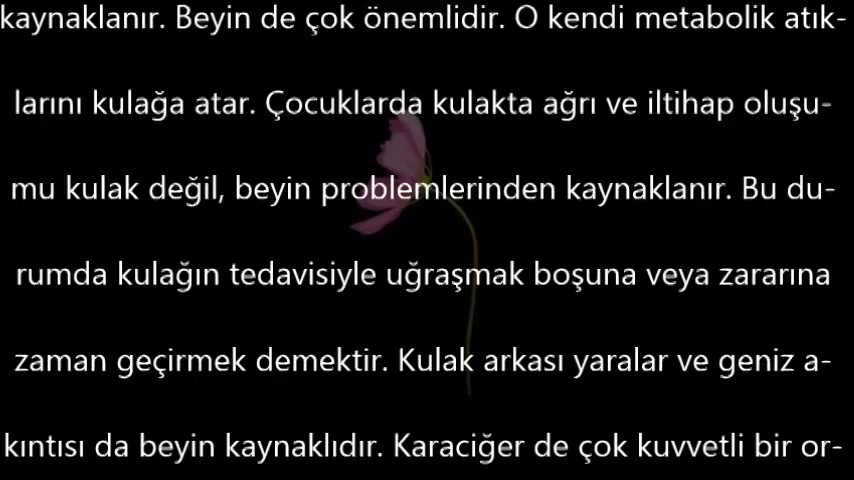 kaynaklanır. Beyin de çok önemlidir. O kendi metabolik atık-
larını kulağa atar. Çocuklarda kulakta ağrı ve iltihap oluşu-
mu kulak değil, beyin problemlerinden kaynaklanır. Bu du-
rumda kulağın tedavisiyle uğraşmak boşuna veya zararına
zaman geçirmek demektir. Kulak arkası yaralar ve geniz a-
kıntısı da beyin kaynaklıdır. Karaciğer de çok kuvvetli bir or-